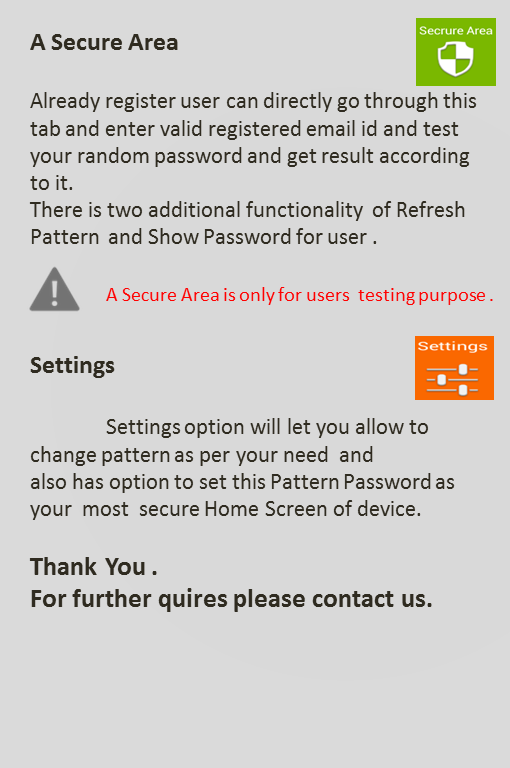 A Secure Area
Secrure Area
Already register user can directly go through this
tab and enter valid registered email id and test
your random password and get result according
to it.
There is two additional functionality of Refresh
Pattern and Show Password for user .
A Secure Area is only for users testing purpose .
Settings
Settings
Settings option will let you allow to
change pattern as per your need and
also has option to set this Pattern Password as
your most secure Home Screen of device.
Thank You .
For further quires please contact us.